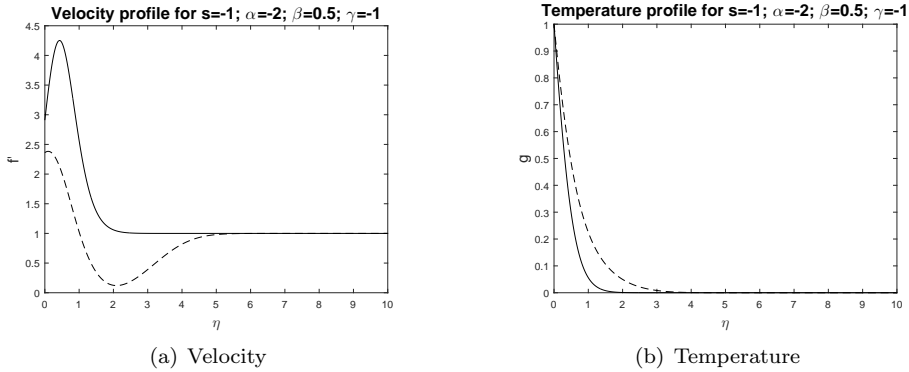 Velocity profile for s=-1; α=-2; β=0.5; γ=-1
4.5
4
3.5
3
2.5
2
1.5
1
0.5
0
f'
0 1 2 3 4 5 6 7 8 9 10
η
(a) Velocity
Temperature profile for s=-1; α=-2; β=0.5; γ=-1
1
0.9
0.8
0.7
0.6
0.5
0.4
0.3
0.2
0.1
0
g
0 1 2 3 4 5 6 7 8 9 10
η
(b) Temperature